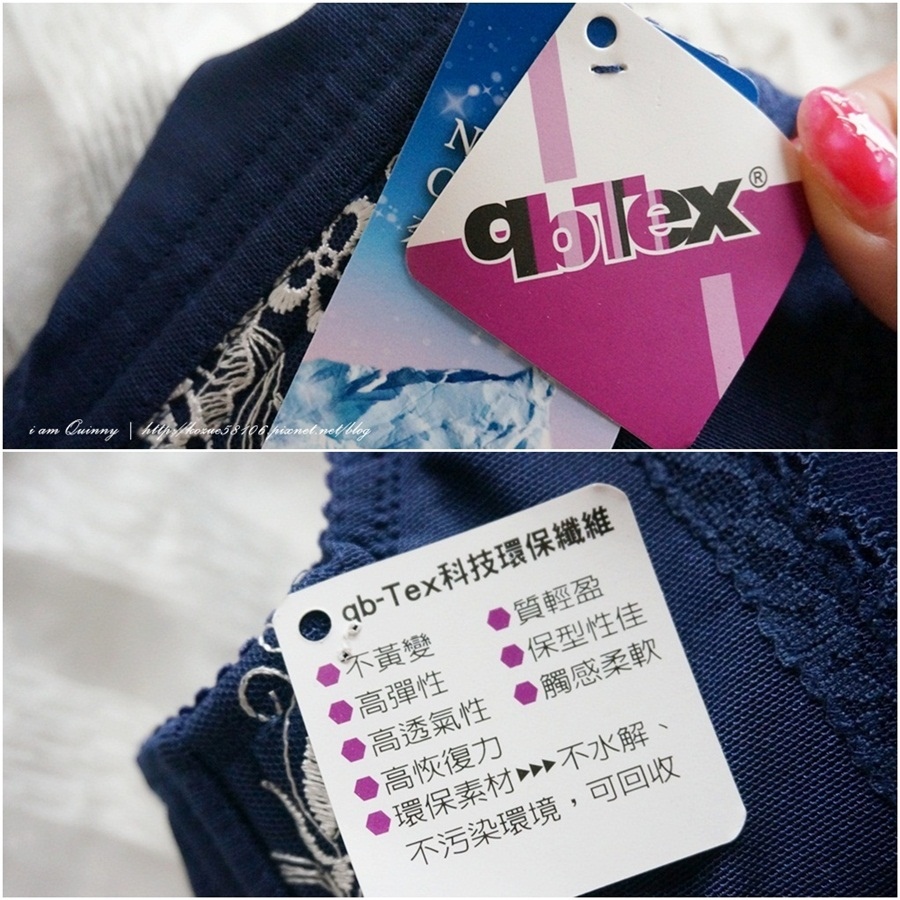 qbTex®
i am Quinny | http://kozue58106.pixnet.net/blog
qb-Tex科技環保纖維
不黃變
高彈性
高透氣性
高恢復力
質輕盈
保型性佳
觸感柔軟
環保素材▸▸▸不水解、
不污染環境，可回收